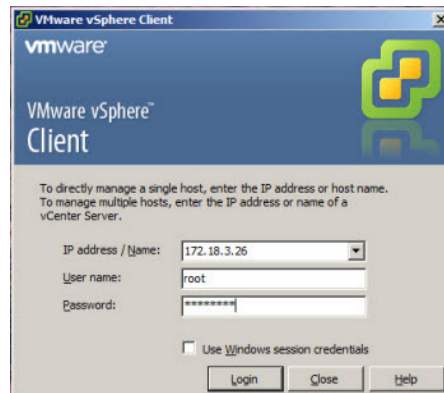 VMware vSphere Client
vmware
VMware vSphere™
Client
To directly manage a single host, enter the IP address or host name.
To manage multiple hosts, enter the IP address or name of a
vCenter Server.
IP address / Name: 172.18.3.26
User name: root
Password: ********
Use Windows session credentials
Login Close Help